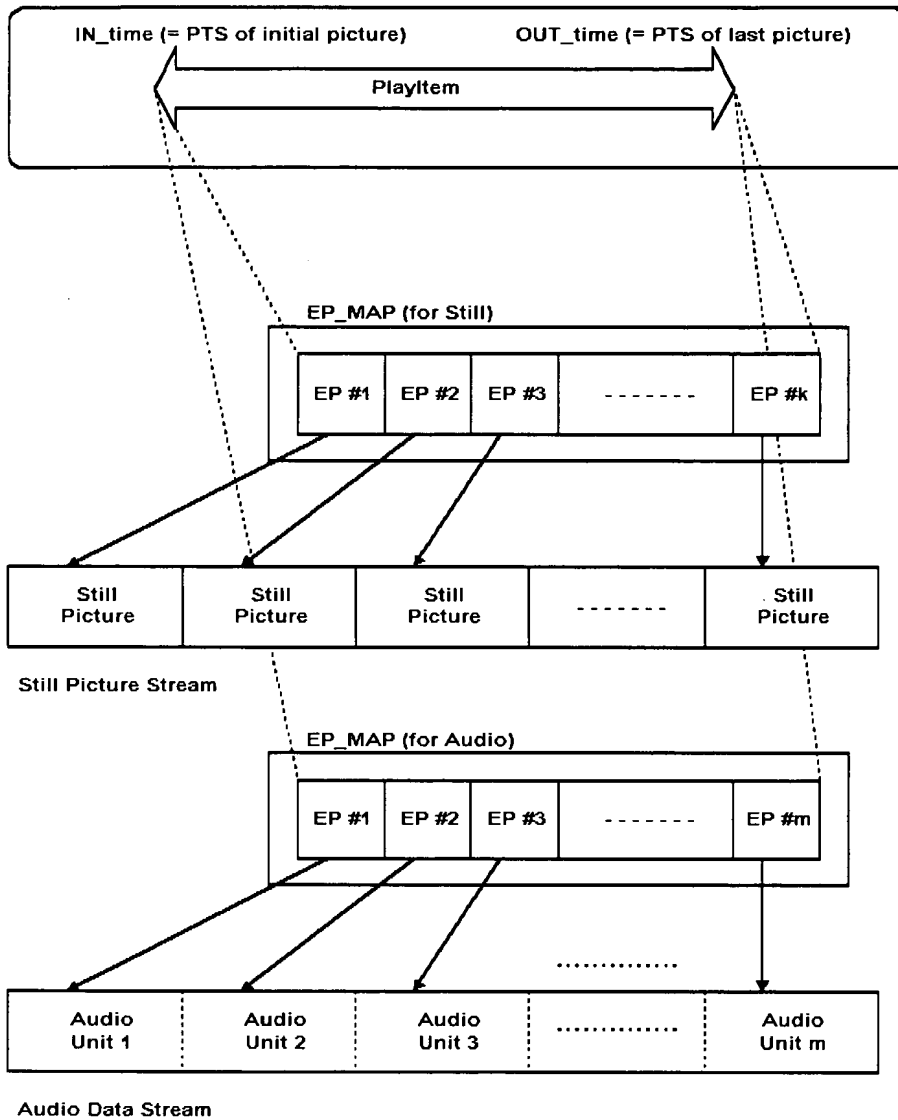 IN_time (= PTS of initial picture)
OUT_time (= PTS of last picture)
PlayItem
EP_MAP (for Still)
EP #1
EP #2
EP #3
EP #k
Still
Picture
Still
Picture
Still
Picture
Still
Picture
Still Picture Stream
EP_MAP (for Audio)
EP #1
EP #2
EP #3
EP #m
Audio
Unit 1
Audio
Unit 2
Audio
Unit 3
Audio
Unit m
Audio Data Stream